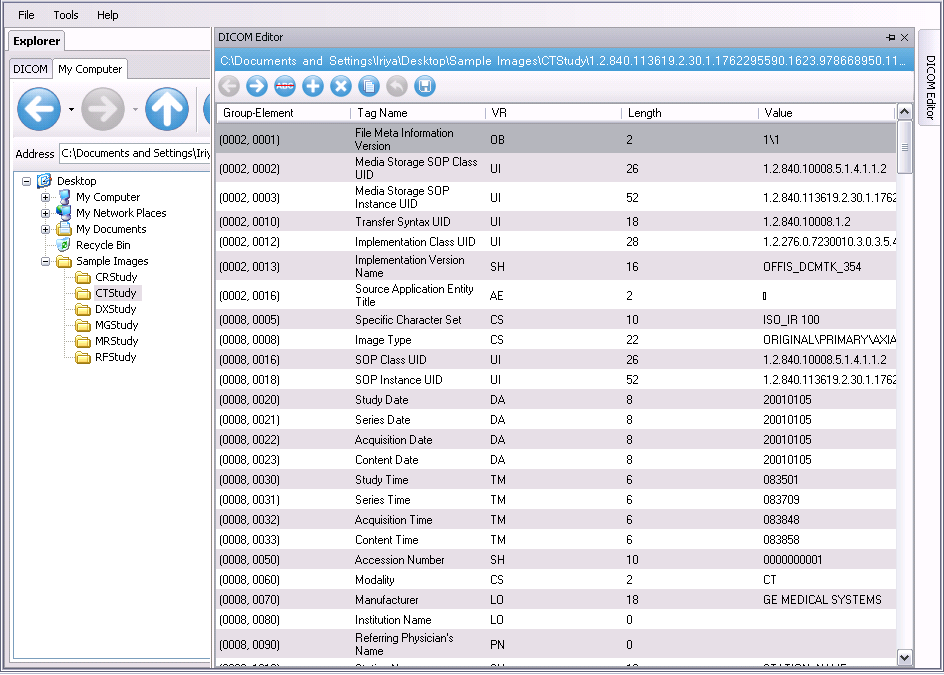 File Tools Help
Explorer
DICOM My Computer
Address C:\Documents and Settings\Iriy
Desktop
My Computer
My Network Places
My Documents
Recycle Bin
Sample Images
CRStudy
CTStudy
DXStudy
MGStudy
MRStudy
RFStudy
DICOM Editor
C:\Documents and Settings\Iriya\Desktop\Sample Images\CTStudy\1.2.840.113619.2.30.1.1762295590.1623.978668950.11...
ABC
Group-Element Tag Name VR Length Value
(0002, 0001) File Meta Information Version OB 2 1\1
(0002, 0002) Media Storage SOP Class UID UI 26 1.2.840.10008.5.1.4.1.1.2
(0002, 0003) Media Storage SOP Instance UID UI 52 1.2.840.113619.2.30.1.1762
(0002, 0010) Transfer Syntax UID UI 18 1.2.840.10008.1.2
(0002, 0012) Implementation Class UID UI 28 1.2.276.0.7230010.3.0.3.5.4
(0002, 0013) Implementation Version Name SH 16 OFFIS_DCMTK_354
(0002, 0016) Source Application Entity Title AE 2
(0008, 0005) Specific Character Set CS 10 ISO_IR 100
(0008, 0008) Image Type CS 22 ORIGINAL\PRIMARY\AXIA
(0008, 0016) SOP Class UID UI 26 1.2.840.10008.5.1.4.1.1.2
(0008, 0018) SOP Instance UID UI 52 1.2.840.113619.2.30.1.1762
(0008, 0020) Study Date DA 8 20010105
(0008, 0021) Series Date DA 8 20010105
(0008, 0022) Acquisition Date DA 8 20010105
(0008, 0023) Content Date DA 8 20010105
(0008, 0030) Study Time TM 6 083501
(0008, 0031) Series Time TM 6 083709
(0008, 0032) Acquisition Time TM 6 083848
(0008, 0033) Content Time TM 6 083858
(0008, 0050) Accession Number SH 10 0000000001
(0008, 0060) Modality CS 2 CT
(0008, 0070) Manufacturer LO 18 GE MEDICAL SYSTEMS
(0008, 0080) Institution Name LO 0
(0008, 0090) Referring Physician's Name PN 0
DICOM Editor